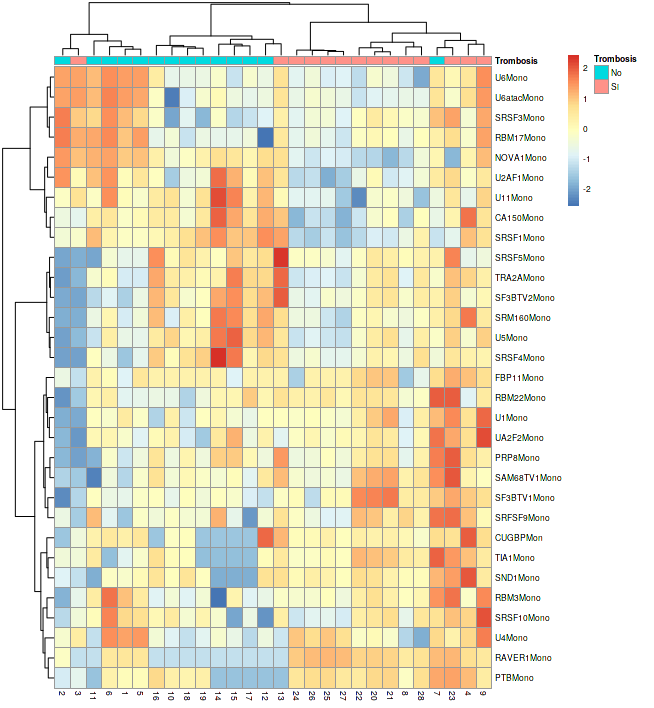 Trombosis
U6Mono
U6atacMono
SRSF3Mono
RBM17Mono
NOVA1Mono
U2AF1Mono
U11Mono
CA150Mono
SRSF1Mono
SRSF5Mono
TRA2AMono
SF3BTV2Mono
SRM160Mono
U5Mono
SRSF4Mono
FBP11Mono
RBM22Mono
U1Mono
UA2F2Mono
PRP8Mono
SAM68TV1Mono
SF3BTV1Mono
SRFSF9Mono
CUGBPMon
TIA1Mono
SND1Mono
RBM3Mono
SRSF10Mono
U4Mono
RAVER1Mono
PTBMono
2 3 11 6 1 5 16 10 18 19 14 15 17 12 13 24 26 25 27 22 20 21 8 28 7 23 4 9
2
1
0
-1
-2
Trombosis
No
SI